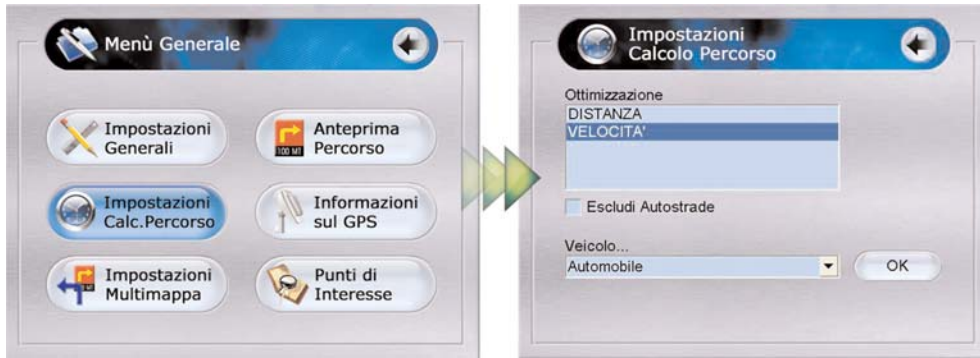 Menù Generale
Impostazioni
Generali
Anteprima
Percorso
100 MT
Impostazioni
Calc.Percorso
Informazioni
sul GPS
Impostazioni
Multimappa
Punti di
Interesse
Impostazioni
Calcolo Percorso
Ottimizzazione
DISTANZA
VELOCITA'
Escludi Autostrade
Veicolo...
Automobile
OK